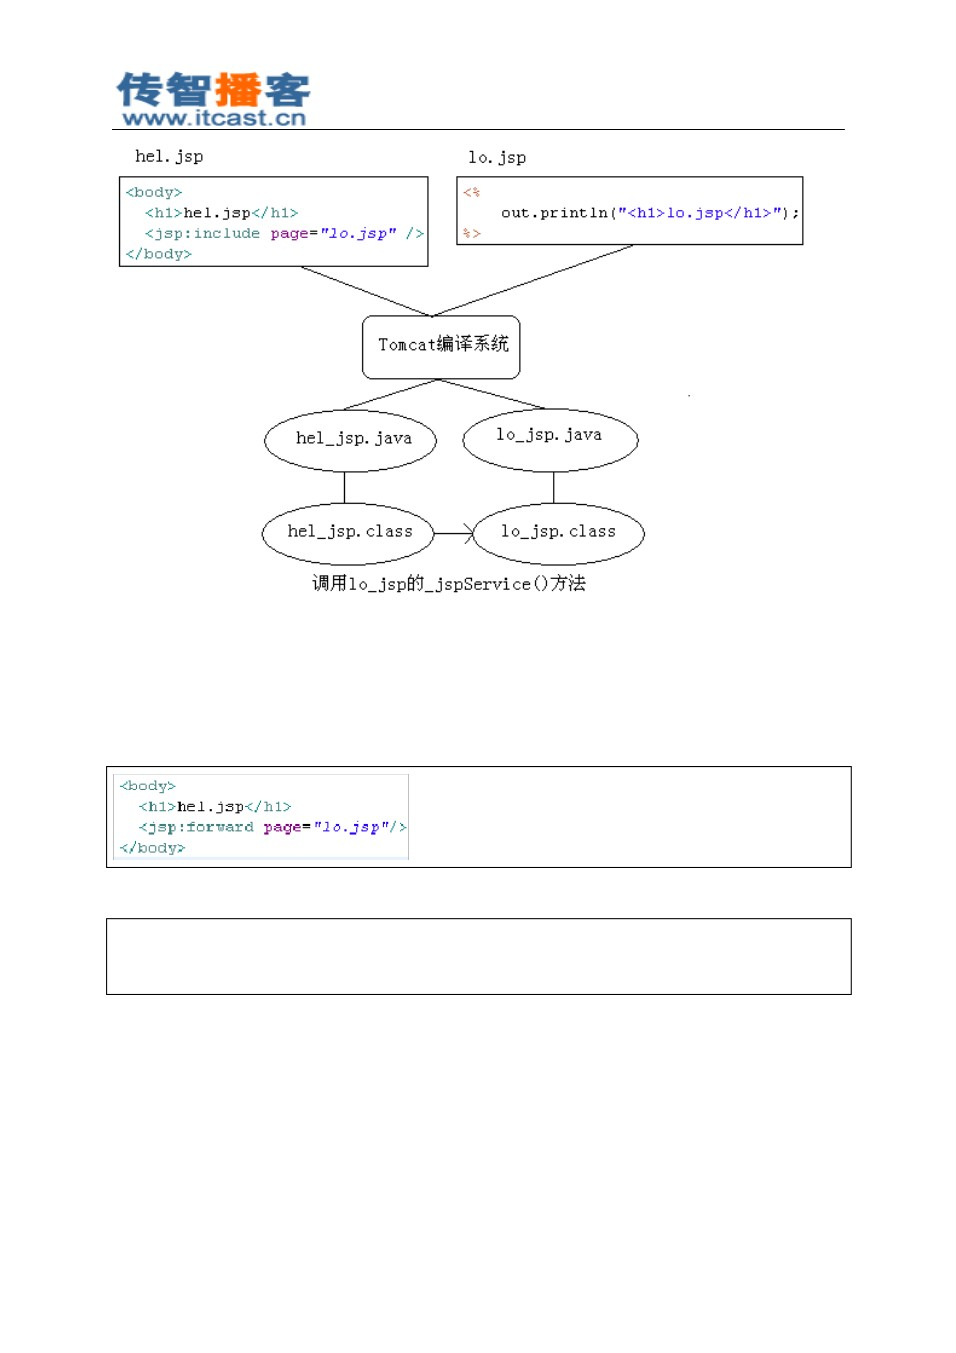 传智播客
www.itcast.cn
hel.jsp
lo.jsp
<body>
<h1>hel.jsp</h1>
<jsp:include page="lo.jsp" />
</body>
<%
out.println("<h1>lo.jsp</h1>");
%>
Tomcat编译系统
hel_jsp.java
lo_jsp.java
hel_jsp.class
lo_jsp.class
调用lo_jsp的_jspService()方法
<body>
<h1>hel.jsp</h1>
<jsp:forward page="lo.jsp"/>
</body>